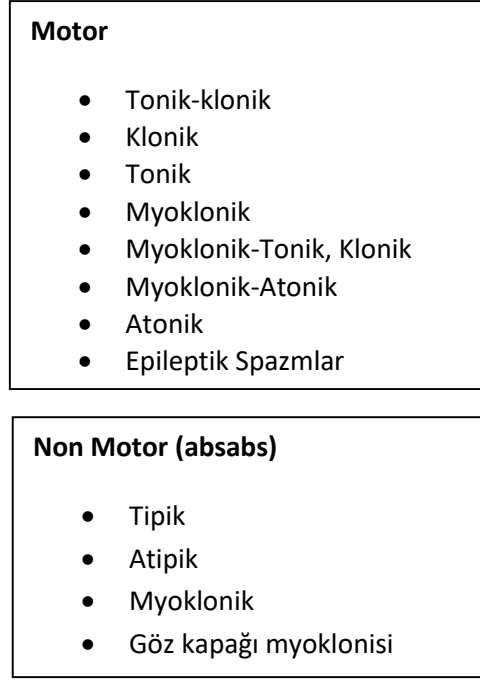 Motor
• Tonik-klonik
• Klonik
• Tonik
• Myoklonik
• Myoklonik-Tonik, Klonik
• Myoklonik-Atonik
• Atonik
• Epileptik Spazmlar
Non Motor (absabs)
• Tipik
• Atipik
• Myoklonik
• Göz kapağı myoklonisi